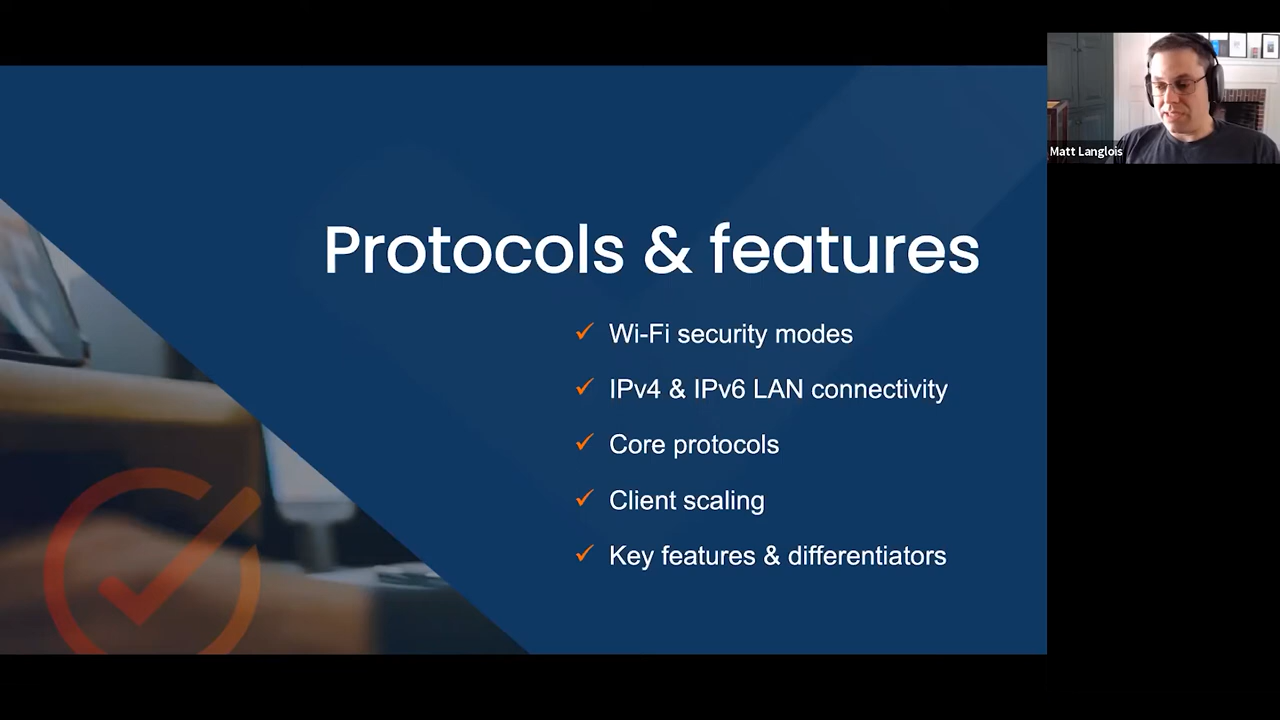 Matt Langlois
Protocols & features
Wi-Fi security modes
IPv4 & IPv6 LAN connectivity
Core protocols
Client scaling
Key features & differentiators